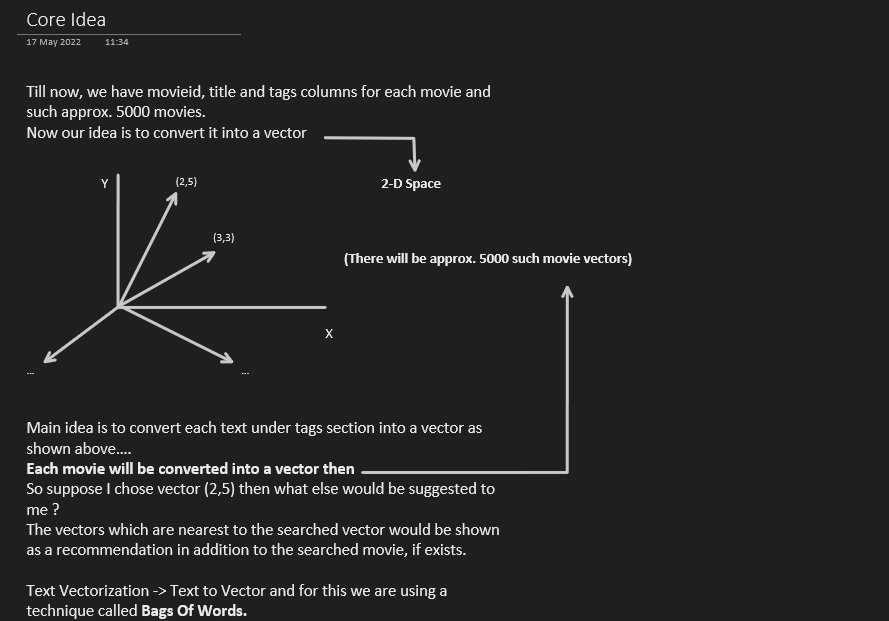 Core Idea
17 May 2022 11:34
Till now, we have movieid, title and tags columns for each movie and
such approx. 5000 movies.
Now our idea is to convert it into a vector
2-D Space
Y
(2,5)
(3,3)
(There will be approx. 5000 such movie vectors)
X
...
...
Main idea is to convert each text under tags section into a vector as
shown above....
Each movie will be converted into a vector then
So suppose I chose vector (2,5) then what else would be suggested to
me ?
The vectors which are nearest to the searched vector would be shown
as a recommendation in addition to the searched movie, if exists.
Text Vectorization -> Text to Vector and for this we are using a
technique called Bags Of Words.